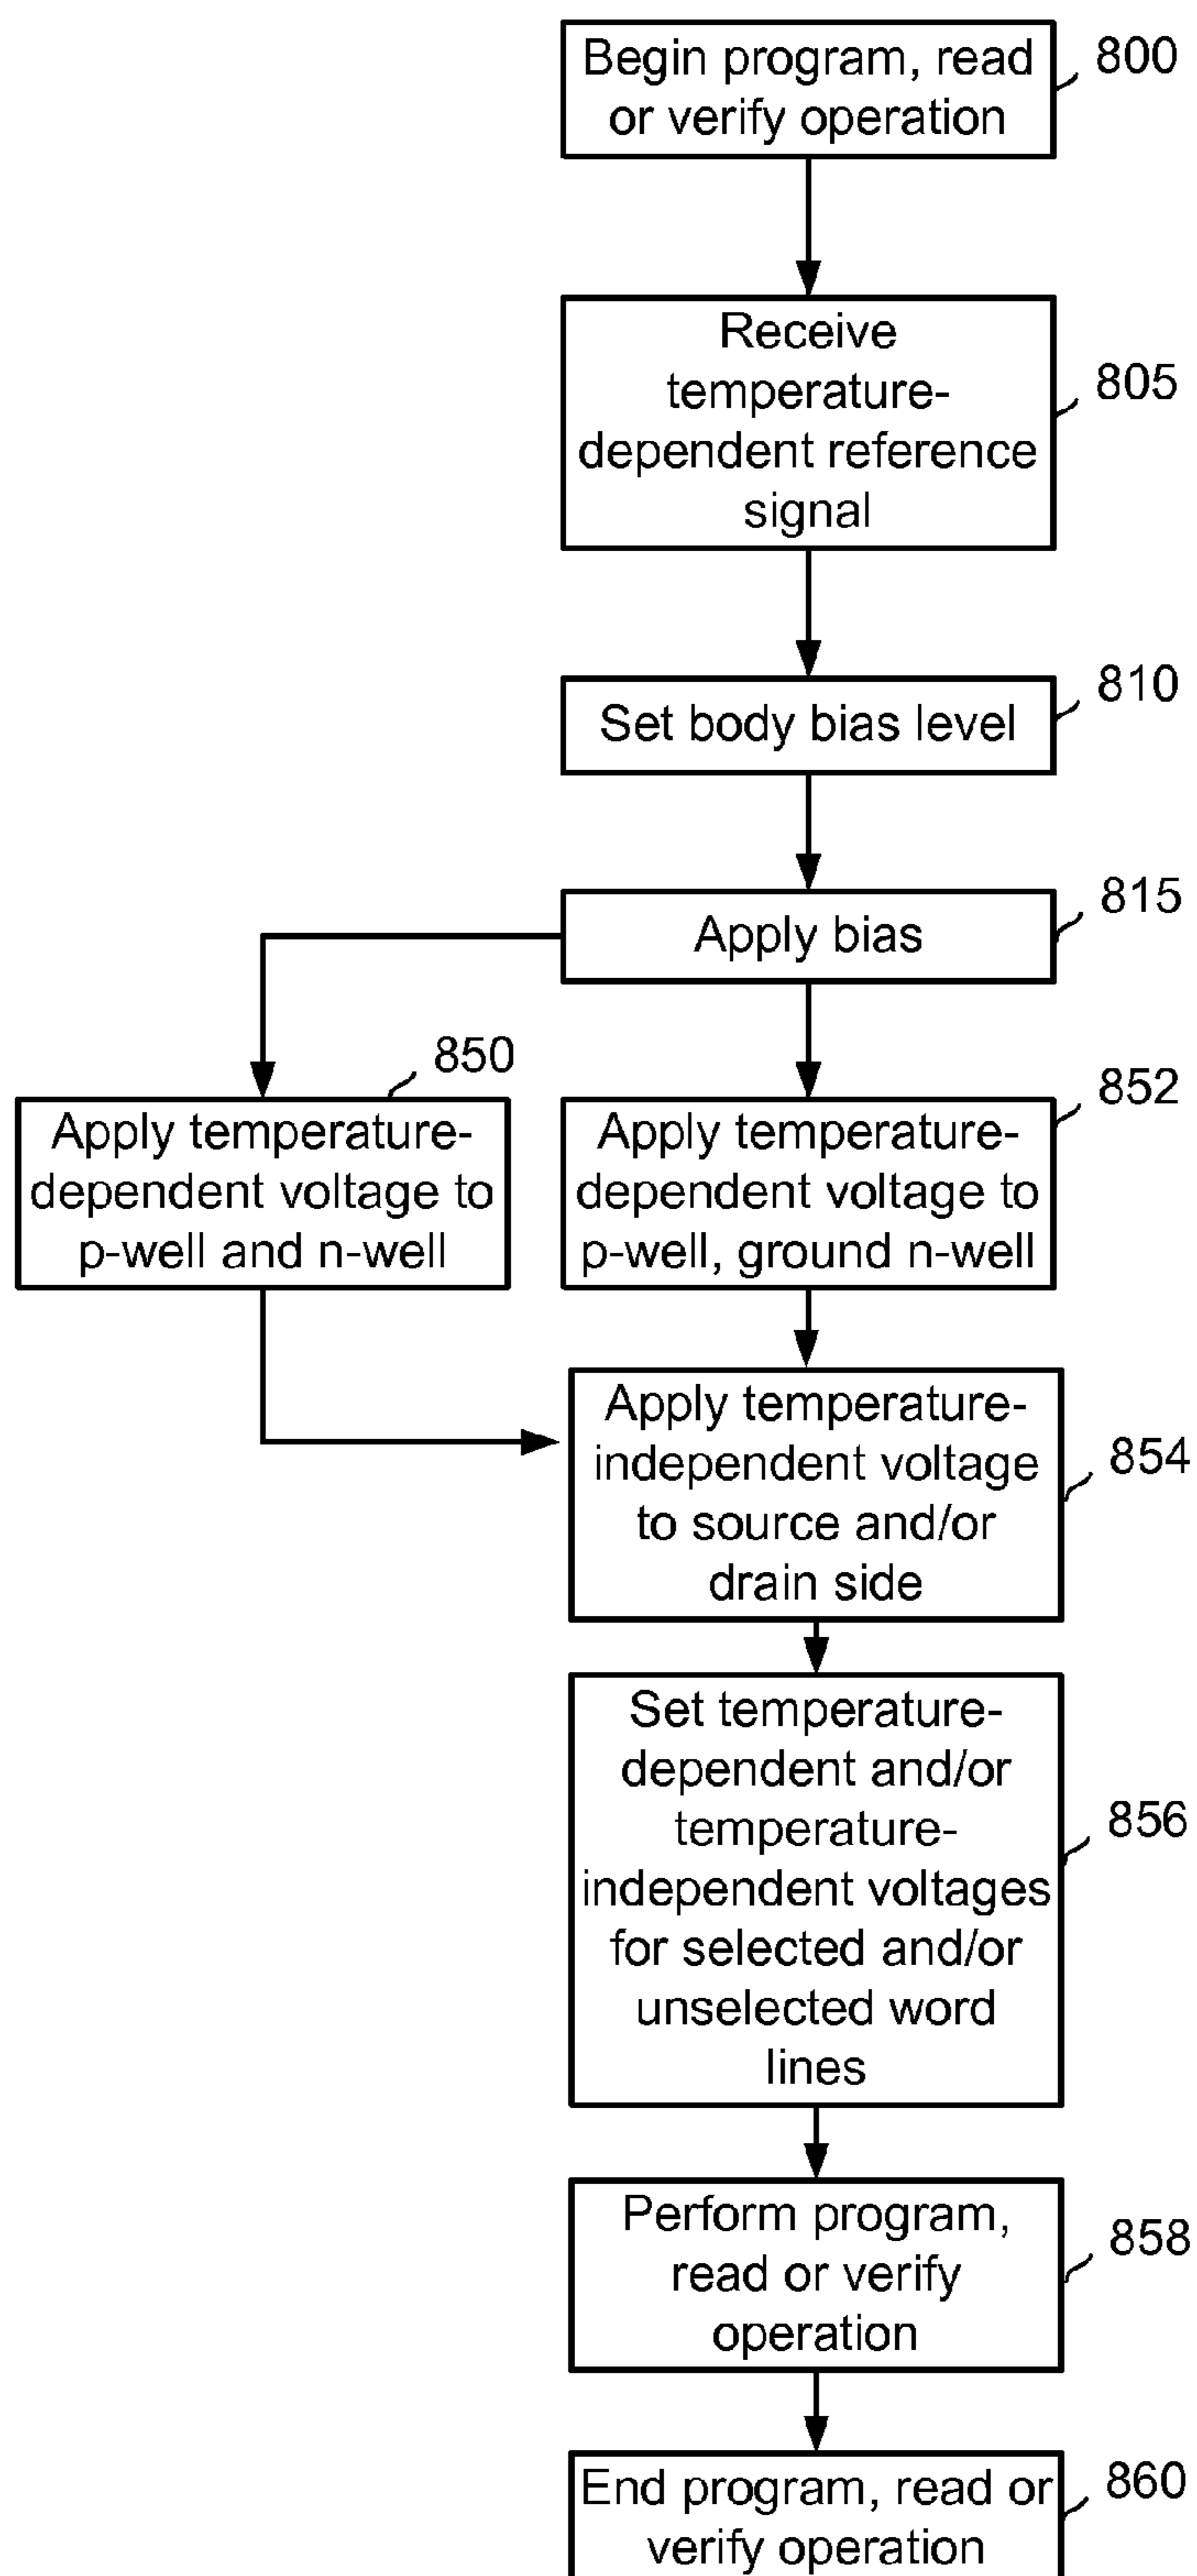 Begin program, read
or verify operation
800
Receive
temperature-
dependent reference
signal
805
Set body bias level
810
Apply bias
815
850
Apply temperature-
dependent voltage to
p-well and n-well
852
Apply temperature-
dependent voltage to
p-well, ground n-well
Apply temperature-
independent voltage
to source and/or
drain side
854
Set temperature-
dependent and/or
temperature-
independent voltages
for selected and/or
unselected word
lines
856
Perform program,
read or verify
operation
858
End program, read or
verify operation
860